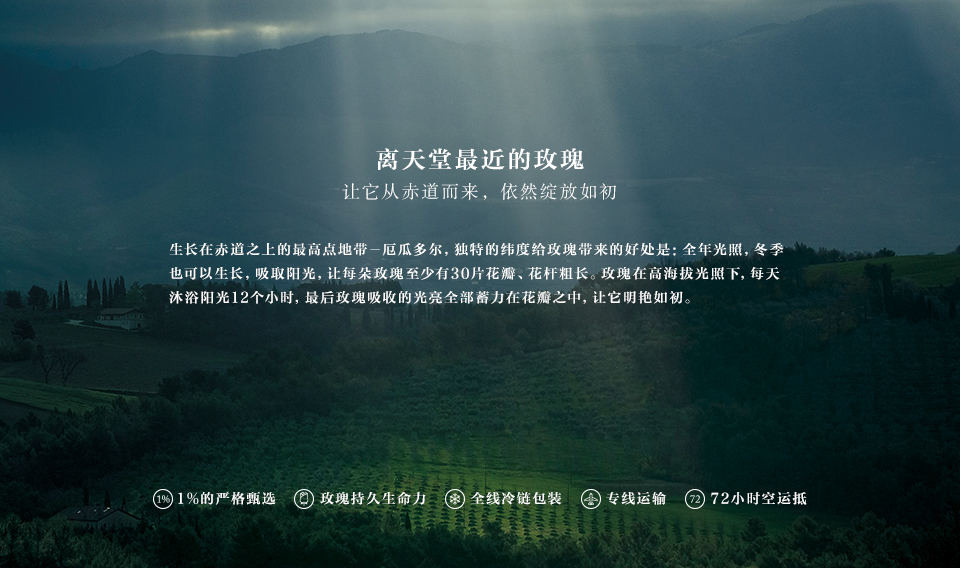 离天堂最近的玫瑰
让它从赤道而来，依然绽放如初
生长在赤道之上的最高点地带—厄瓜多尔，独特的纬度给玫瑰带来的好处是：全年光照，冬季
也可以生长，吸取阳光，让每朵玫瑰至少有30片花瓣、花杆粗长。玫瑰在高海拔光照下，每天
沐浴阳光12个小时，最后玫瑰吸收的光亮全部蓄力在花瓣之中，让它明艳如初。
1% 1%的严格甄选 玫瑰持久生命力 全线冷链包装 专线运输 72 72小时空运抵